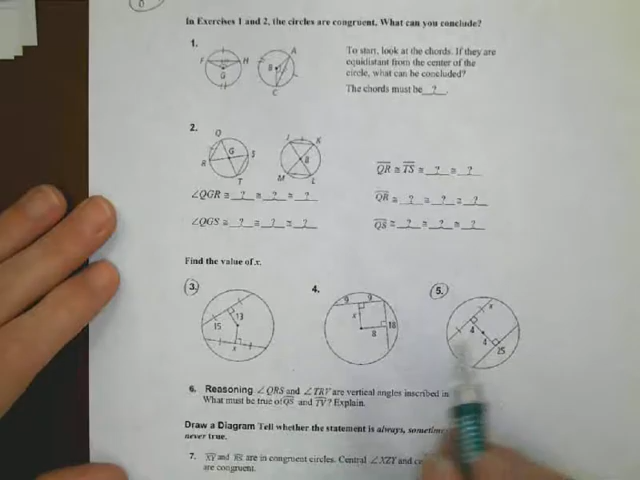 In Exercises 1 and 2, the circles are congruent. What can you conclude?
1.
F H G
A B C
To start, look at the chords. If they are
equidistant from the center of the
circle, what can be concluded?
The chords must be ?.
2.
Q G S R T
J K M L
QR ≅ TS ≅ ? ≅ ?
∠QGR ≅ ? ≅ ? ≅ ?
QR ≅ ? ≅ ? ≅ ?
∠QGS ≅ ? ≅ ? ≅ ?
QS ≅ ? ≅ ? ≅ ?
Find the value of x.
3.
15 13 x
4.
9 9 x 18 8
5.
x 4 4 25
6. Reasoning ∠QRS and ∠TRV are vertical angles inscribed in
What must be true of QS and TV? Explain.
Draw a Diagram Tell whether the statement is always, sometimes
never true.
7. XY and RS are in congruent circles. Central ∠XZY and
are congruent.